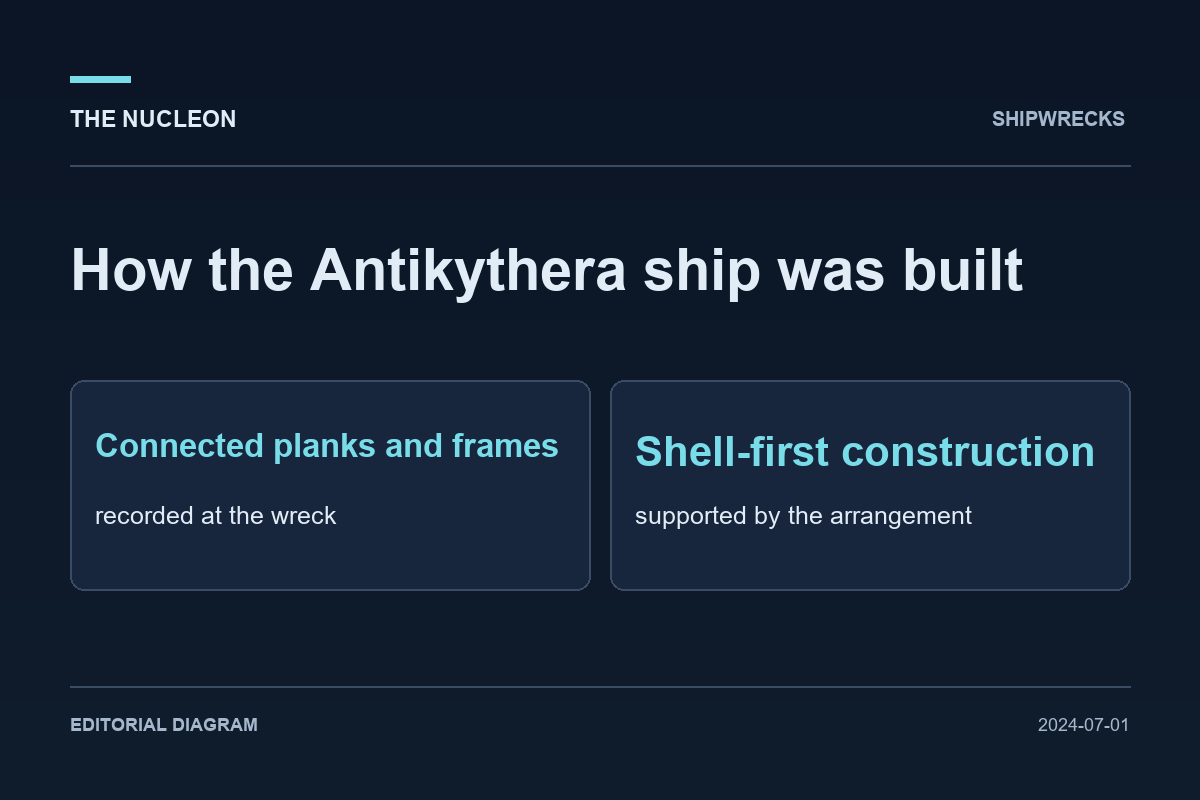 THE NUCLEON
SHIPWRECKS
How the Antikythera ship was built
Connected planks and frames
recorded at the wreck
Shell-first construction
supported by the arrangement
EDITORIAL DIAGRAM
2024-07-01